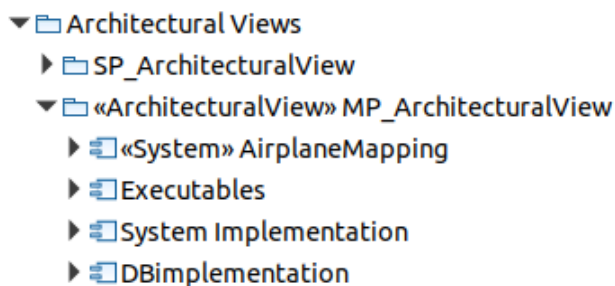 Architectural Views
SP_ArchitecturalView
«ArchitecturalView» MP_ArchitecturalView
«System» AirplaneMapping
Executables
System Implementation
DBimplementation